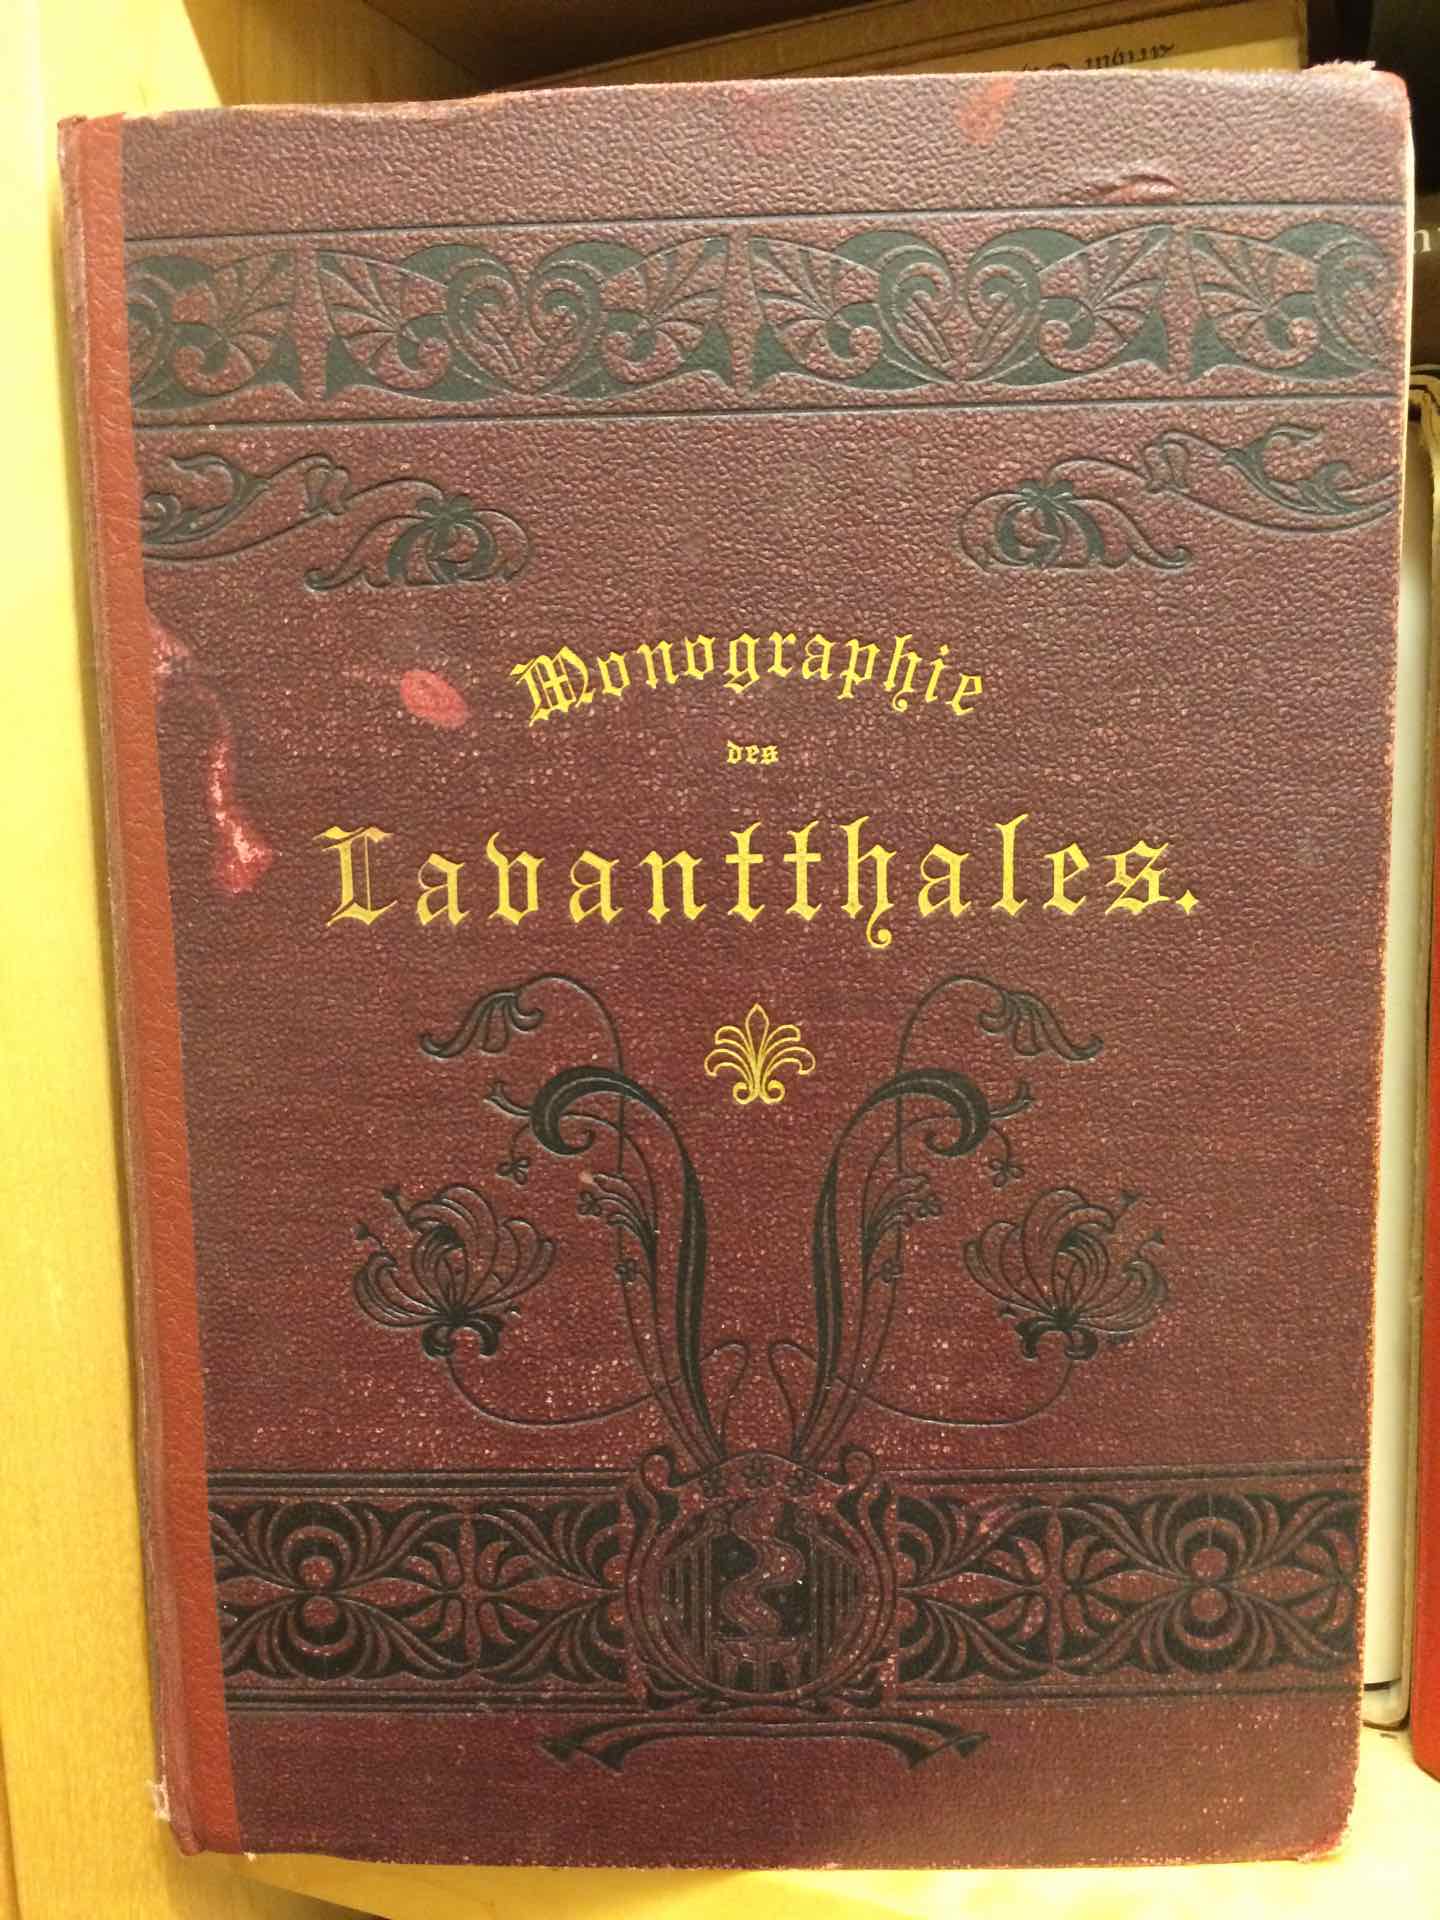 Monographie
des
Lavantthales.